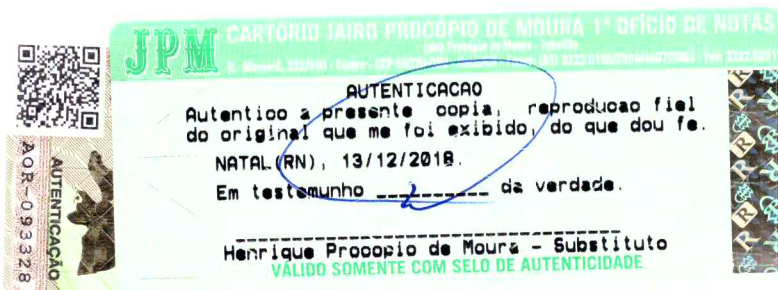 JPM
CARTÓRIO JAIRO PROCÓPIO DE MOURA - 1º OFÍCIO DE NOTAS
AUTENTICACAO
Autentico a presente copia, reproducao fiel
do original que me foi exibido, do que dou fe.
NATAL(RN), 13/12/2018.
Em testemunho __________ da verdade.
Henrique Procopio de Moura - Substituto
VÁLIDO SOMENTE COM SELO DE AUTENTICIDADE
AUTENTICAÇÃO
AOR-093328
R
R
R
R